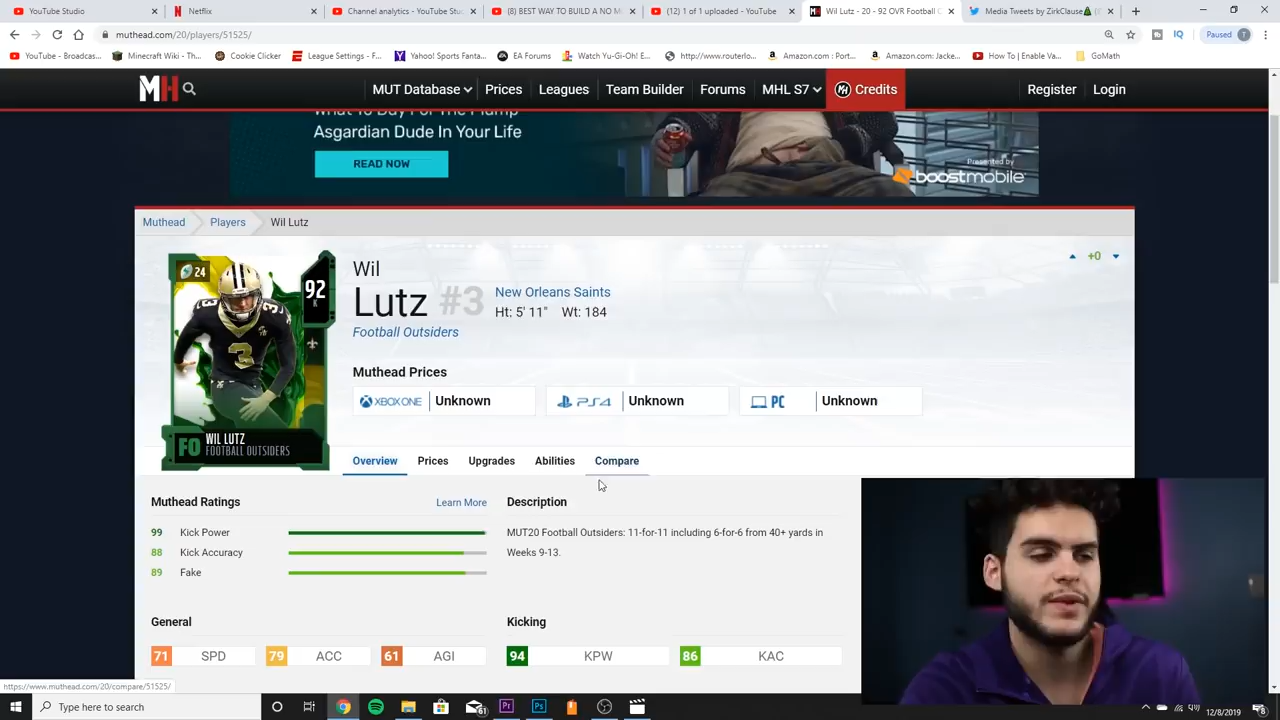 YouTube Studio
Netflix
Channel analytics - YouTube Stu
(8) BEST WAY TO BUILD A NO M
(12) 1 of 1 uploaded - YouTube
Wil Lutz - 20 - 92 OVR Football O
Media Tweets by ZirkClause
muthead.com/20/players/51525/
Paused
T
YouTube - Broadcas...
Minecraft Wiki - Th...
Cookie Clicker
League Settings - F...
Yahoo! Sports Fanta...
EA Forums
Watch Yu-Gi-Oh! E...
http://www.routerlo...
Amazon.com : Port...
Amazon.com: Jacke...
How To | Enable Va...
GoMath
MH
MUT Database
Prices
Leagues
Team Builder
Forums
MHL S7
Credits
Register
Login
What To Buy For The Plump
Asgardian Dude In Your Life
READ NOW
Presented by
boostmobile
Muthead
Players
Wil Lutz
24
92
K
3
WIL LUTZ
FO FOOTBALL OUTSIDERS
Wil
Lutz #3
New Orleans Saints
Ht: 5' 11" Wt: 184
Football Outsiders
+0
Muthead Prices
XBOX ONE Unknown
PS4 Unknown
PC Unknown
Overview
Prices
Upgrades
Abilities
Compare
Muthead Ratings
Learn More
99 Kick Power
88 Kick Accuracy
89 Fake
Description
MUT20 Football Outsiders: 11-for-11 including 6-for-6 from 40+ yards in
Weeks 9-13.
General
71 SPD
79 ACC
61 AGI
Kicking
94 KPW
86 KAC
https://www.muthead.com/20/compare/51525/
Type here to search
61
Pr
Ps
12/8/2019